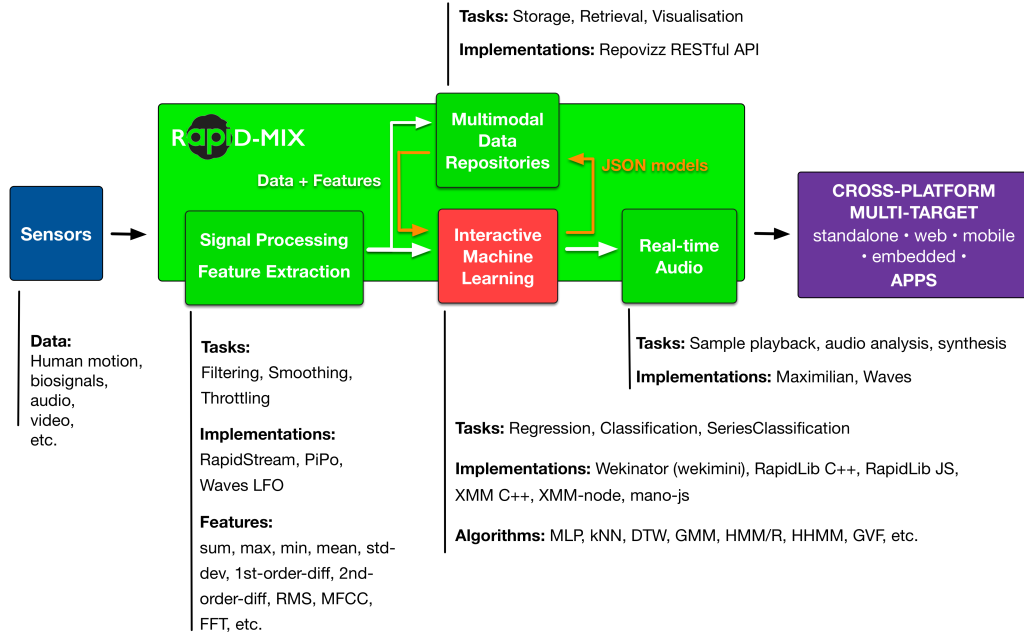 Tasks: Storage, Retrieval, Visualisation
Implementations: Repovizz RESTful API
RapiD-MIX
Multimodal
Data
Repositories
JSON models
Data + Features
Sensors
Signal Processing
Feature Extraction
Interactive
Machine
Learning
Real-time
Audio
CROSS-PLATFORM
MULTI-TARGET
standalone • web • mobile
• embedded •
APPS
Data:
Human motion,
biosignals,
audio,
video,
etc.
Tasks:
Filtering, Smoothing,
Throttling
Implementations:
RapidStream, PiPo,
Waves LFO
Features:
sum, max, min, mean, std-
dev, 1st-order-diff, 2nd-
order-diff, RMS, MFCC,
FFT, etc.
Tasks: Sample playback, audio analysis, synthesis
Implementations: Maximilian, Waves
Tasks: Regression, Classification, SeriesClassification
Implementations: Wekinator (wekimini), RapidLib C++, RapidLib JS,
XMM C++, XMM-node, mano-js
Algorithms: MLP, kNN, DTW, GMM, HMM/R, HHMM, GVF, etc.